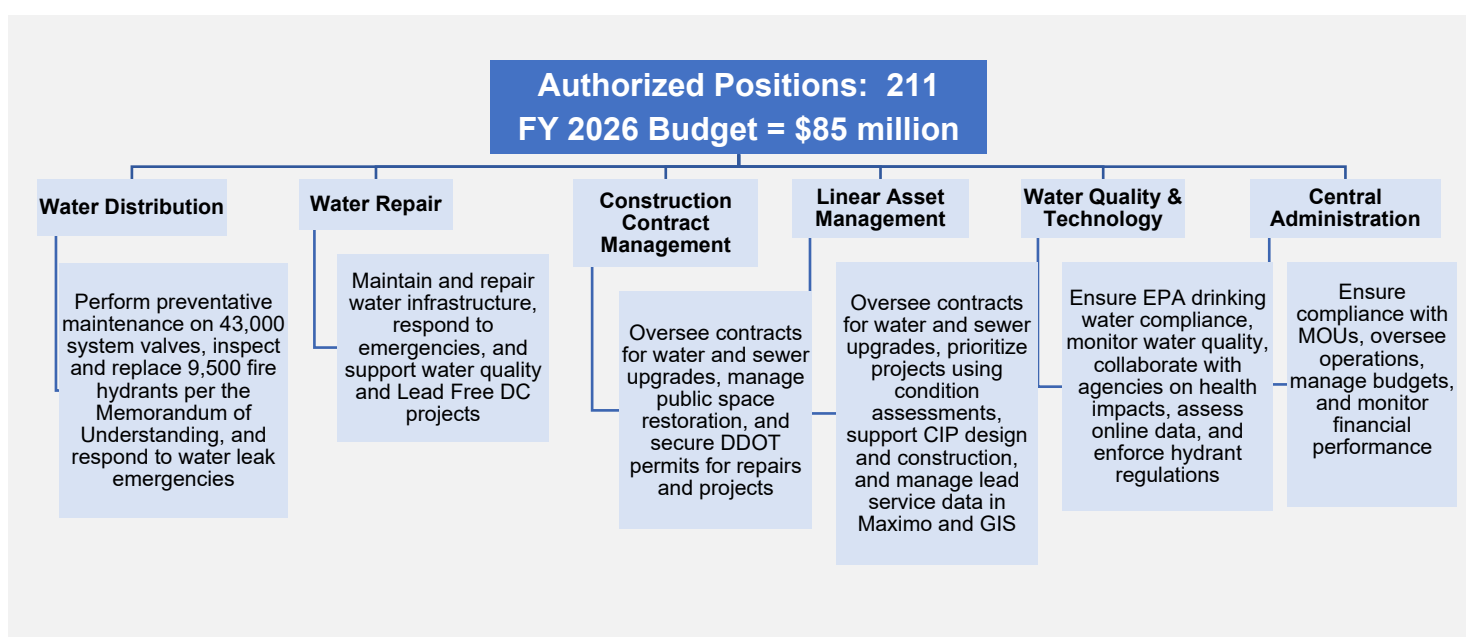 Authorized Positions: 211
FY 2026 Budget = $85 million
Water Distribution
Perform preventative
maintenance on 43,000
system valves, inspect
and replace 9,500 fire
hydrants per the
Memorandum of
Understanding, and
respond to water leak
emergencies
Water Repair
Maintain and repair
water infrastructure,
respond to
emergencies, and
support water quality
and Lead Free DC
projects
Construction
Contract
Management
Oversee contracts
for water and sewer
upgrades, manage
public space
restoration, and
secure DDOT
permits for repairs
and projects
Linear Asset
Management
Oversee contracts
for water and sewer
upgrades, prioritize
projects using
condition
assessments,
support CIP design
and construction,
and manage lead
service data in
Maximo and GIS
Water Quality &
Technology
Ensure EPA drinking
water compliance,
monitor water quality,
collaborate with
agencies on health
impacts, assess
online data, and
enforce hydrant
regulations
Central
Administration
Ensure
compliance with
MOUs, oversee
operations,
manage budgets,
and monitor
financial
performance